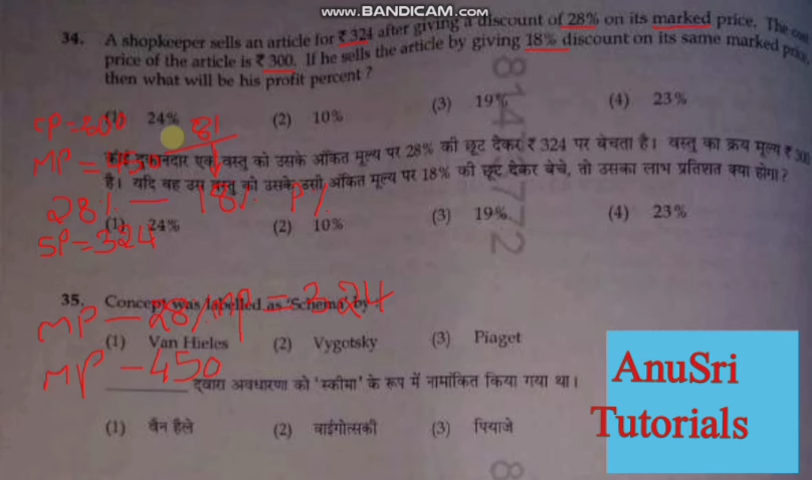 WWW.BANDICAM.COM
34. A shopkeeper sells an article for ₹ 324 after giving a discount of 28% on its marked price. The cost
price of the article is ₹ 300. If he sells the article by giving 18% discount on its same marked price,
then what will be his profit percent ?
(1) 24% (2) 10% (3) 19% (4) 23%
CP=300 81
कोई दुकानदार एक वस्तु को उसके अंकित मूल्य पर 28% की छूट देकर ₹ 324 पर बेचता है। वस्तु का क्रय मूल्य ₹ 300
MP = 450
है। यदि वह उस वस्तु को उसके उसी अंकित मूल्य पर 18% की छूट देकर बेचे, तो उसका लाभ प्रतिशत क्या होगा?
28% — 18% P%
(1) 24% (2) 10% (3) 19% (4) 23%
SP=324
35. Concept was labelled as 'Schema' by
MP — 28% MP = 324
(1) Van Hieles (2) Vygotsky (3) Piaget
MP — 450
________ द्वारा अवधारणा को 'स्कीमा' के रूप में नामांकित किया गया था।
(1) वैन हैले (2) वाईगोत्सकी (3) पियाजे
AnuSri
Tutorials